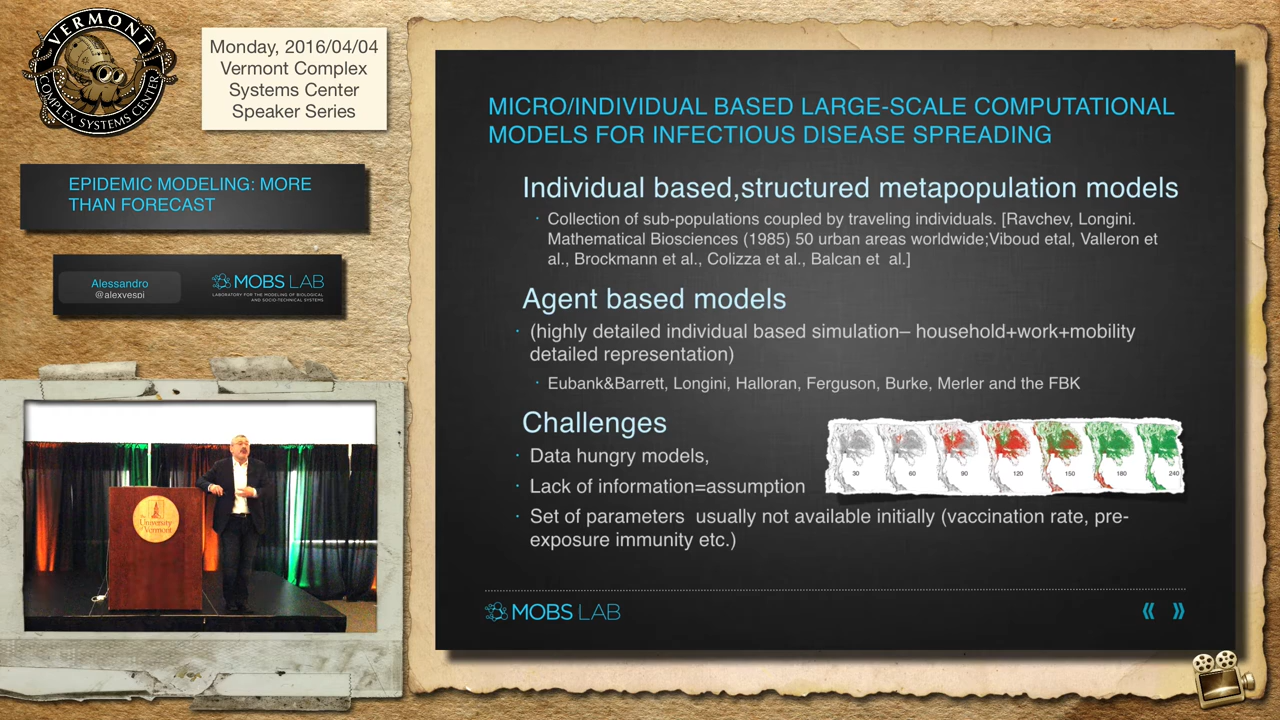 VERMONT
COMPLEX SYSTEMS CENTER
Monday, 2016/04/04
Vermont Complex
Systems Center
Speaker Series
EPIDEMIC MODELING: MORE
THAN FORECAST
Alessandro
@alexvespi
MOBS LAB
LABORATORY FOR THE MODELING OF BIOLOGICAL
AND SOCIO-TECHNICAL SYSTEMS
The
University
of Vermont
MICRO/INDIVIDUAL BASED LARGE-SCALE COMPUTATIONAL
MODELS FOR INFECTIOUS DISEASE SPREADING
Individual based,structured metapopulation models
· Collection of sub-populations coupled by traveling individuals. [Ravchev, Longini.
Mathematical Biosciences (1985) 50 urban areas worldwide;Viboud etal, Valleron et
al., Brockmann et al., Colizza et al., Balcan et al.]
Agent based models
· (highly detailed individual based simulation– household+work+mobility
detailed representation)
· Eubank&Barrett, Longini, Halloran, Ferguson, Burke, Merler and the FBK
Challenges
· Data hungry models,
· Lack of information=assumption
30 60 90 120 150 180 240
· Set of parameters usually not available initially (vaccination rate, pre-
exposure immunity etc.)
MOBS LAB